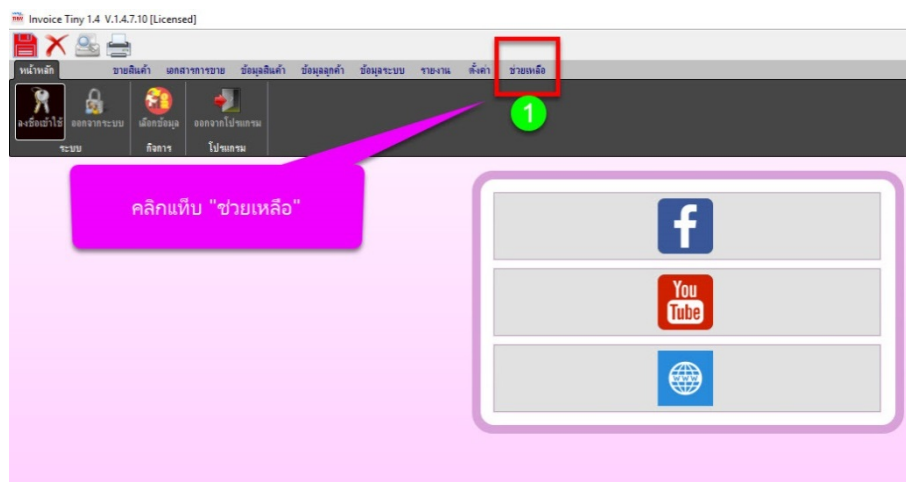 Invoice Tiny 1.4 V.1.4.7.10 [Licensed]
หน้าหลัก ขายสินค้า เอกสารการขาย ข้อมูลสินค้า ข้อมูลลูกค้า ข้อมูลระบบ รายงาน ตั้งค่า ช่วยเหลือ
1
ลงชื่อเข้าใช้ ออกจากระบบ เลือกข้อมูล ออกจากโปรแกรม
ระบบ กิจการ โปรแกรม
คลิกแท็บ "ช่วยเหลือ"
f
You
Tube
www